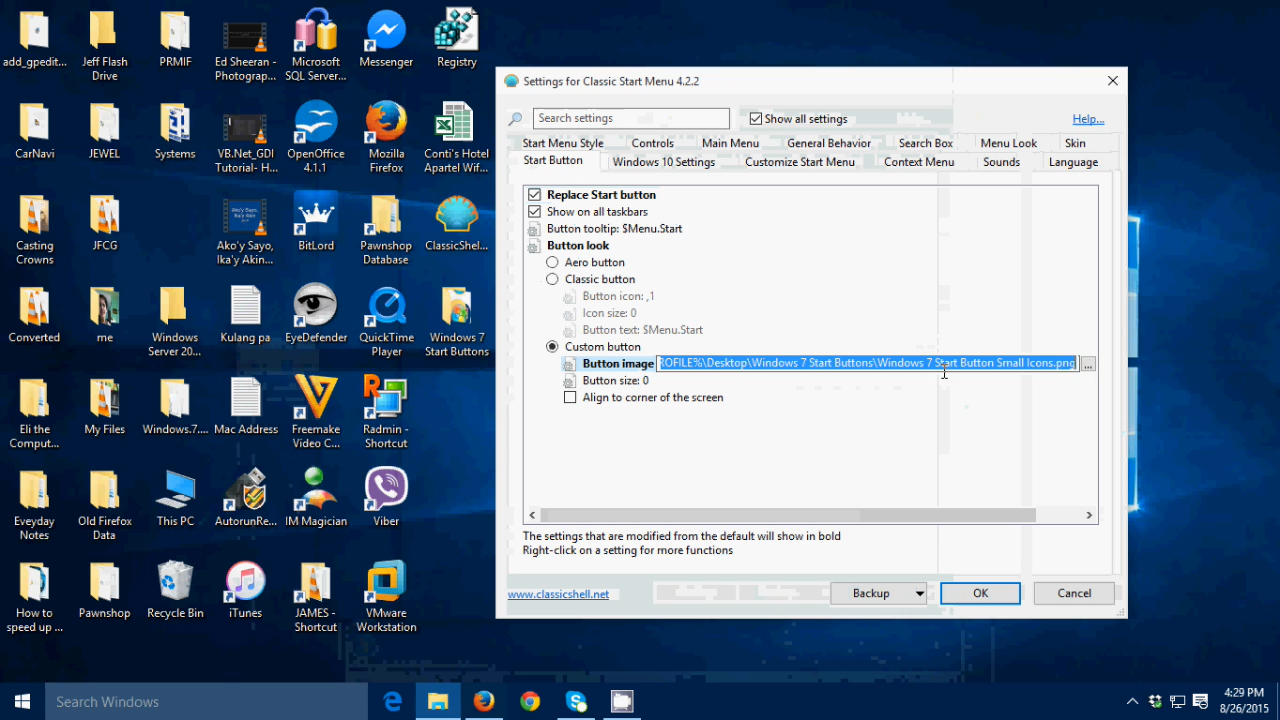 add_gpedit...
Jeff Flash
Drive
PRMIF
Ed Sheeran -
Photograp...
Microsoft
SQL Server...
Messenger
Registry
CarNavi
JEWEL
Systems
VB.Net_GDI
Tutorial- H...
OpenOffice
4.1.1
Mozilla
Firefox
Conti's Hotel
Apartel Wif...
Casting
Crowns
JFCG
Ako'y Sayo,
Ika'y Akin...
BitLord
Pawnshop
Database
ClassicShel...
Converted
me
Windows
Server 20...
Kulang pa
EyeDefender
QuickTime
Player
Windows 7
Start Buttons
Eli the
Comput...
My Files
Windows.7....
Mac Address
Freemake
Video C...
Radmin -
Shortcut
Eveyday
Notes
Old Firefox
Data
This PC
AutorunRe...
IM Magician
Viber
How to
speed up ...
Pawnshop
Recycle Bin
iTunes
JAMES -
Shortcut
VMware
Workstation
Settings for Classic Start Menu 4.2.2
Search settings
Show all settings
Help...
Start Menu Style
Controls
Main Menu
General Behavior
Search Box
Menu Look
Skin
Start Button
Windows 10 Settings
Customize Start Menu
Context Menu
Sounds
Language
Replace Start button
Show on all taskbars
Button tooltip: $Menu.Start
Button look
Aero button
Classic button
Button icon: ,1
Icon size: 0
Button text: $Menu.Start
Custom button
Button image ROFILE%\Desktop\Windows 7 Start Buttons\Windows 7 Start Button Small Icons.png ...
Button size: 0
Align to corner of the screen
The settings that are modified from the default will show in bold
Right-click on a setting for more functions
www.classicshell.net
Backup
OK
Cancel
Search Windows
4:29 PM
8/26/2015